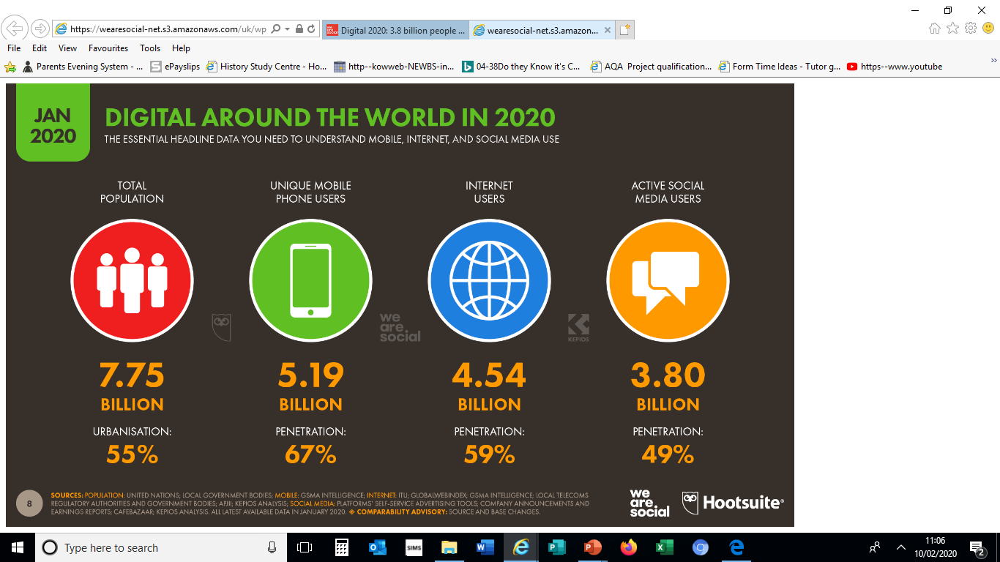 https://wearesocial-net.s3.amazonaws.com/uk/wp
Digital 2020: 3.8 billion people ...
wearesocial-net.s3.amazon...
File Edit View Favourites Tools Help
Parents Evening System - ... ePayslips History Study Centre - Ho... http--kowweb-NEWBS-in... 04-38Do they Know it's C... AQA Project qualification... Form Time Ideas - Tutor g... https--www.youtube
JAN
2020
DIGITAL AROUND THE WORLD IN 2020
THE ESSENTIAL HEADLINE DATA YOU NEED TO UNDERSTAND MOBILE, INTERNET, AND SOCIAL MEDIA USE
TOTAL
POPULATION
7.75
BILLION
URBANISATION:
55%
UNIQUE MOBILE
PHONE USERS
5.19
BILLION
PENETRATION:
67%
INTERNET
USERS
4.54
BILLION
PENETRATION:
59%
ACTIVE SOCIAL
MEDIA USERS
3.80
BILLION
PENETRATION:
49%
we
are
social
KEPIOS
8
SOURCES: POPULATION: UNITED NATIONS; LOCAL GOVERNMENT BODIES; MOBILE: GSMA INTELLIGENCE; INTERNET: ITU; GLOBALWEBINDEX; GSMA INTELLIGENCE; LOCAL TELECOMS
REGULATORY AUTHORITIES AND GOVERNMENT BODIES; APJII; KEPIOS ANALYSIS; SOCIAL MEDIA: PLATFORMS' SELF-SERVICE ADVERTISING TOOLS; COMPANY ANNOUNCEMENTS AND
EARNINGS REPORTS; CAFEBAZAAR; KEPIOS ANALYSIS. ALL LATEST AVAILABLE DATA IN JANUARY 2020. COMPARABILITY ADVISORY: SOURCE AND BASE CHANGES.
we
are
social
Hootsuite®
Type here to search
SIMS
11:06
10/02/2020
2